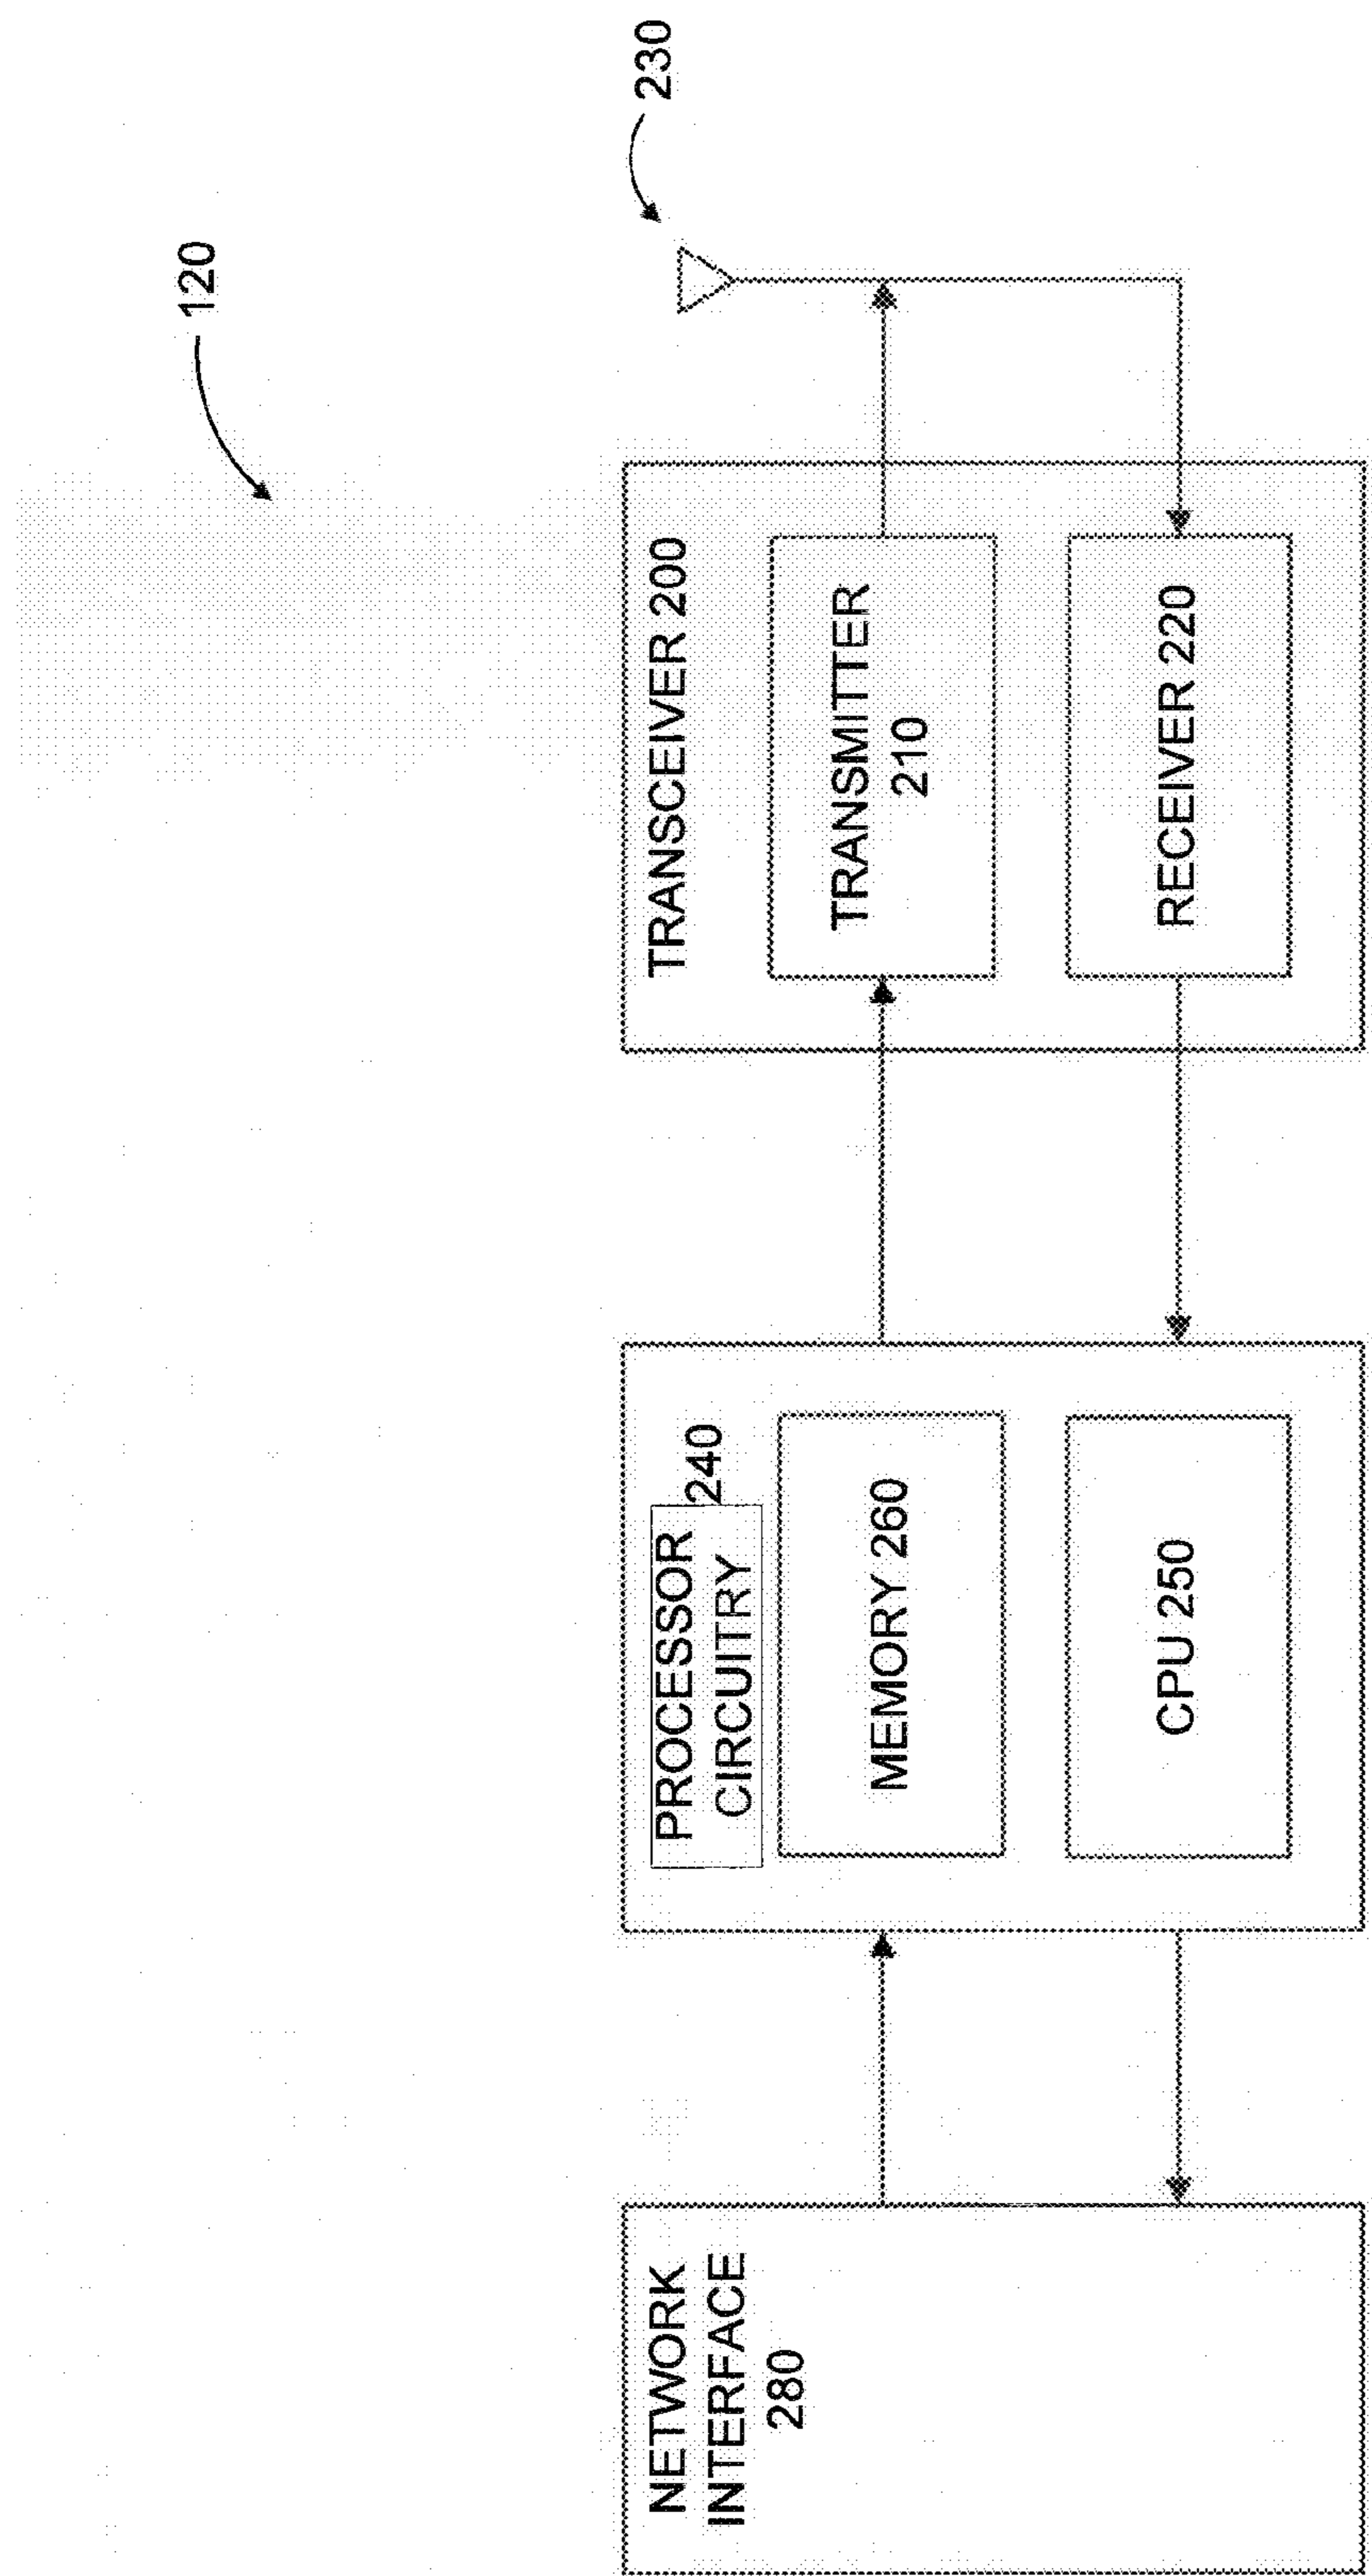 120
230
NETWORK
INTERFACE
280
PROCESSOR
CIRCUITRY
240
MEMORY 260
CPU 250
TRANSCEIVER 200
TRANSMITTER
210
RECEIVER 220